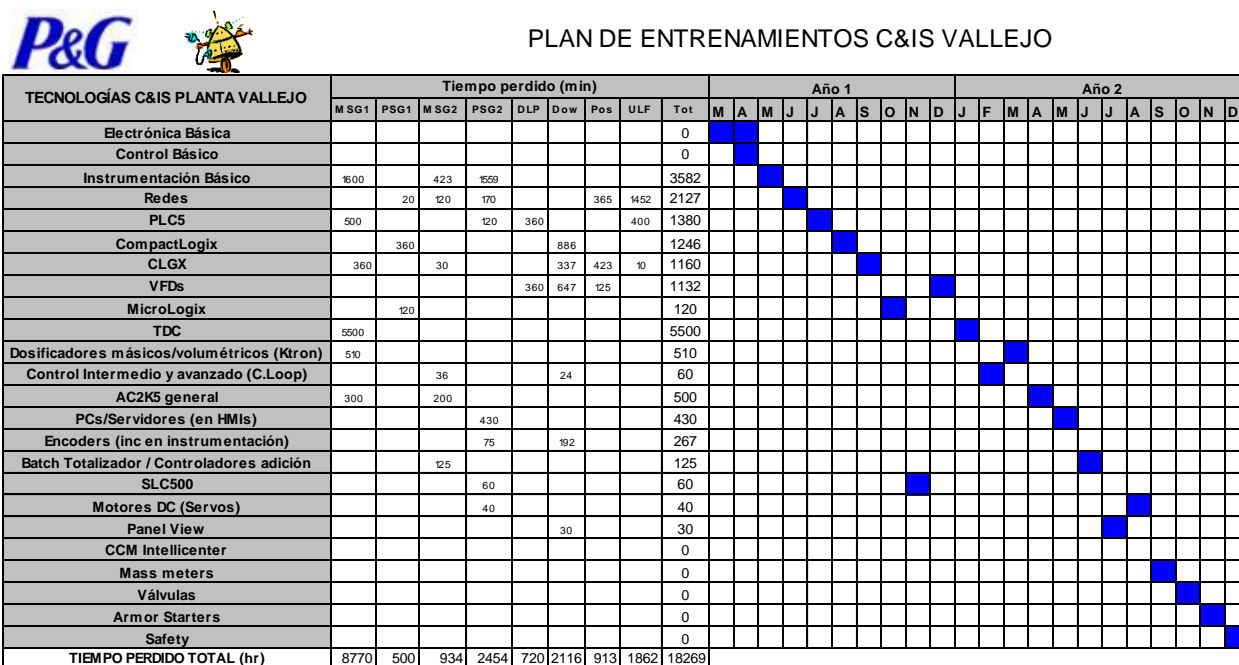 P&G
PLAN DE ENTRENAMIENTOS C&IS VALLEJO
TECNOLOGÍAS C&IS PLANTA VALLEJO Tiempo perdido (min) Año 1 Año 2
MSG1 PSG1 MSG2 PSG2 DLP Dow Pos ULF Tot M A M J J A S O N D J F M A M J J A S O N D
Electrónica Básica 0
Control Básico 0
Instrumentación Básico 1600 423 1559 3582
Redes 20 120 170 365 1452 2127
PLC5 500 120 360 400 1380
CompactLogix 360 886 1246
CLGX 360 30 337 423 10 1160
VFDs 360 647 125 1132
MicroLogix 120 120
TDC 5500 5500
Dosificadores másicos/volumétricos (Ktron) 510 510
Control Intermedio y avanzado (C.Loop) 36 24 60
AC2K5 general 300 200 500
PCs/Servidores (en HMIs) 430 430
Encoders (inc en instrumentación) 75 192 267
Batch Totalizador / Controladores adición 125 125
SLC500 60 60
Motores DC (Servos) 40 40
Panel View 30 30
CCM Intellicenter 0
Mass meters 0
Válvulas 0
Armor Starters 0
Safety 0
TIEMPO PERDIDO TOTAL (hr) 8770 500 934 2454 720 2116 913 1862 18269